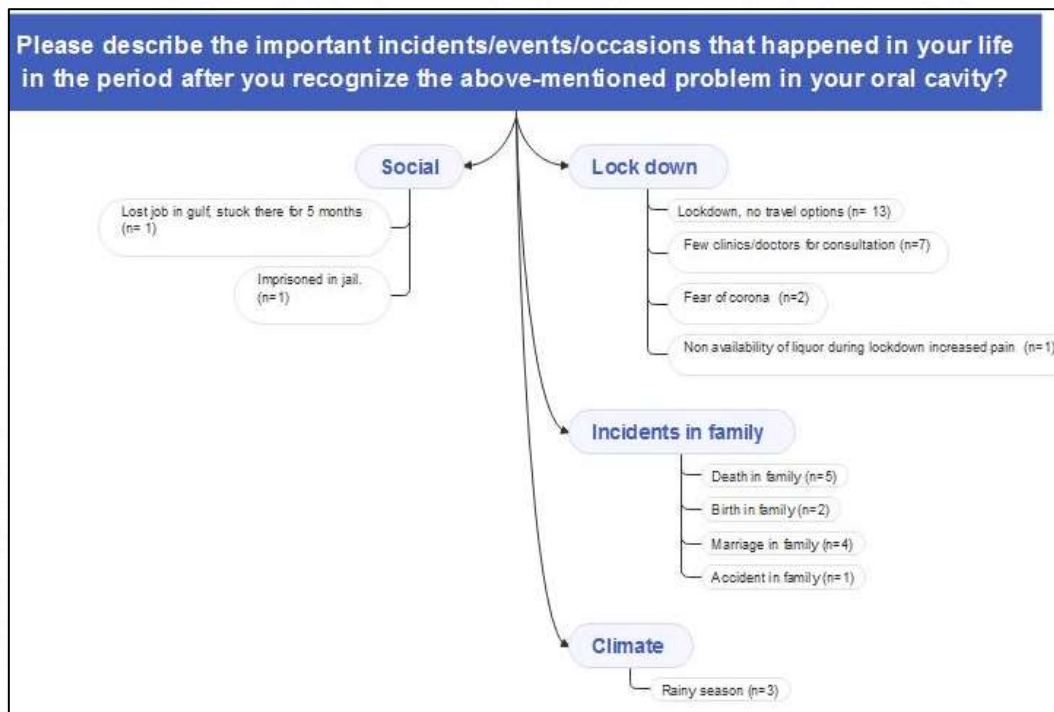 Please describe the important incidents/events/occasions that happened in your life
in the period after you recognize the above-mentioned problem in your oral cavity?
Social
Lost job in gulf, stuck there for 5 months
(n= 1)
Imprisoned in jail.
(n=1)
Lock down
Lockdown, no travel options (n= 13)
Few clinics/doctors for consultation (n=7)
Fear of corona (n=2)
Non availability of liquor during lockdown increased pain (n=1)
Incidents in family
Death in family (n=5)
Birth in family (n=2)
Marriage in family (n=4)
Accident in family (n=1)
Climate
Rainy season (n=3)